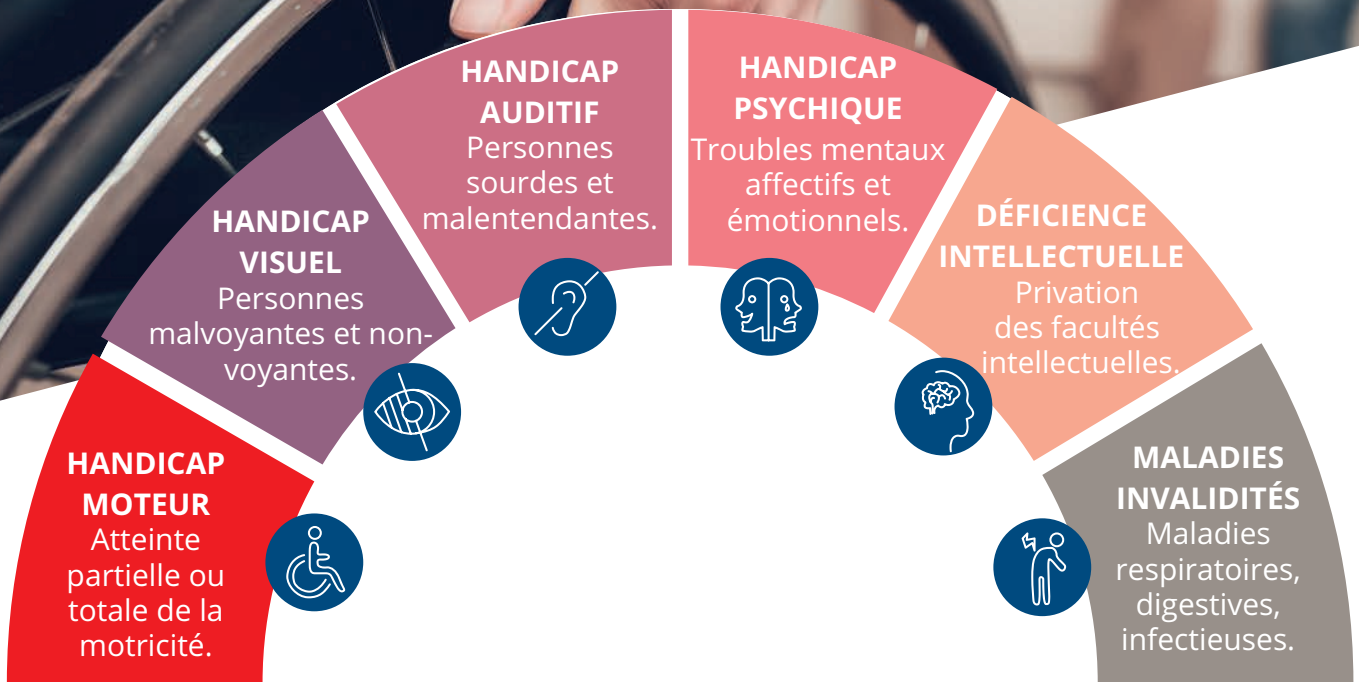 HANDICAP
MOTEUR
Atteinte
partielle ou
totale de la
motricité.
HANDICAP
VISUEL
Personnes
malvoyantes et non-
voyantes.
HANDICAP
AUDITIF
Personnes
sourdes et
malentendantes.
HANDICAP
PSYCHIQUE
Troubles mentaux
affectifs et
émotionnels.
DÉFICIENCE
INTELLECTUELLE
Privation
des facultés
intellectuelles.
MALADIES
INVALIDITÉS
Maladies
respiratoires,
digestives,
infectieuses.